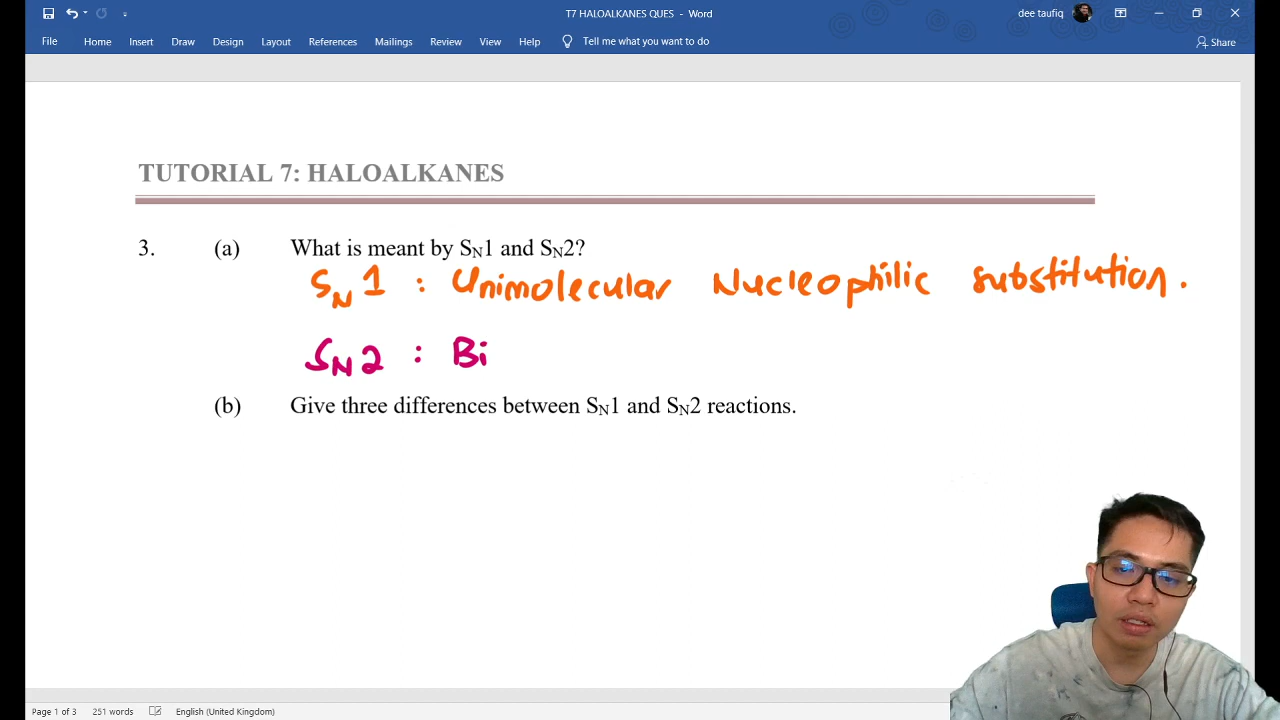 T7 HALOALKANES QUES - Word
dee taufiq
File Home Insert Draw Design Layout References Mailings Review View Help Tell me what you want to do Share
TUTORIAL 7: HALOALKANES
3. (a) What is meant by SN1 and SN2?
SN1 : Unimolecular Nucleophilic substitution.
SN2 : Bi
(b) Give three differences between SN1 and SN2 reactions.
Page 1 of 3 251 words English (United Kingdom)